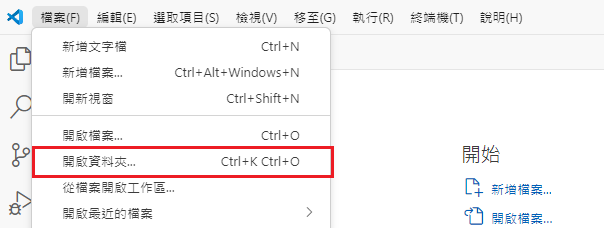 檔案(F) 編輯(E) 選取項目(S) 檢視(V) 移至(G) 執行(R) 終端機(T) 說明(H)
新增文字檔 Ctrl+N
新增檔案... Ctrl+Alt+Windows+N
開新視窗 Ctrl+Shift+N
開啟檔案... Ctrl+O
開啟資料夾... Ctrl+K Ctrl+O
從檔案開啟工作區...
開啟最近的檔案
開始
新增檔案...
開啟檔案...